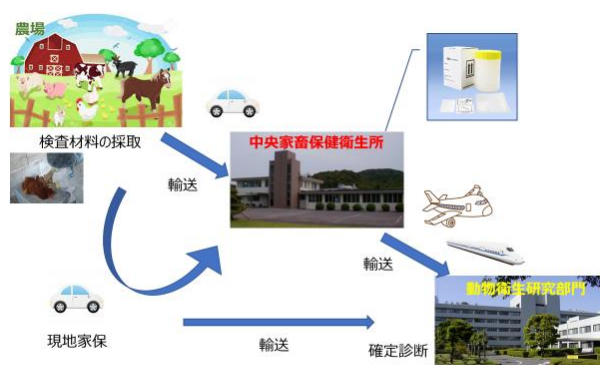 農場
検査材料の採取
輸送
中央家畜保健衛生所
輸送
動物衛生研究部門
現地家保
輸送
確定診断